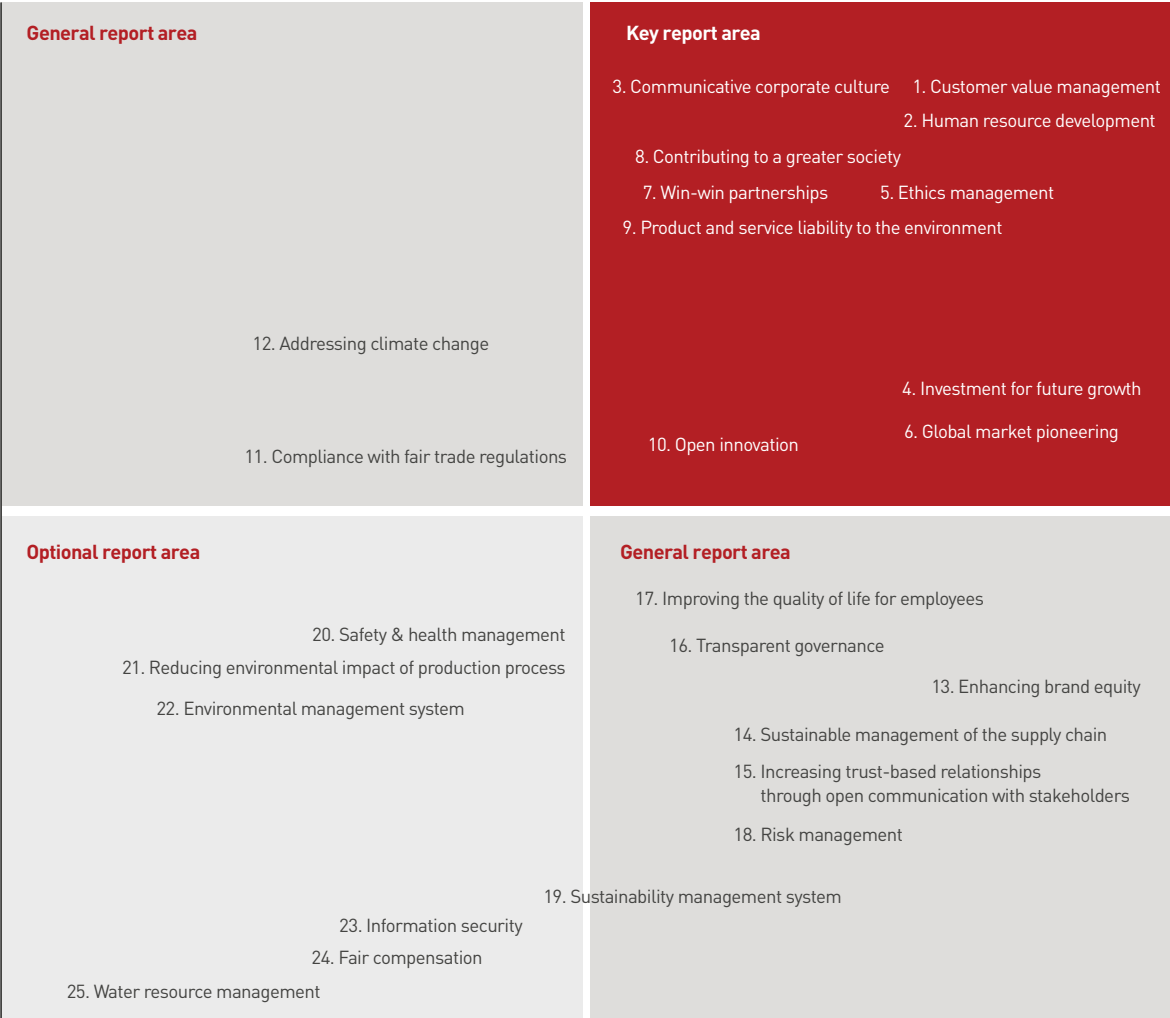 General report area
12. Addressing climate change
11. Compliance with fair trade regulations
Key report area
3. Communicative corporate culture
1. Customer value management
2. Human resource development
8. Contributing to a greater society
7. Win-win partnerships
5. Ethics management
9. Product and service liability to the environment
4. Investment for future growth
6. Global market pioneering
10. Open innovation
Optional report area
20. Safety & health management
21. Reducing environmental impact of production process
22. Environmental management system
23. Information security
24. Fair compensation
25. Water resource management
General report area
17. Improving the quality of life for employees
16. Transparent governance
13. Enhancing brand equity
14. Sustainable management of the supply chain
15. Increasing trust-based relationships
through open communication with stakeholders
18. Risk management
19. Sustainability management system